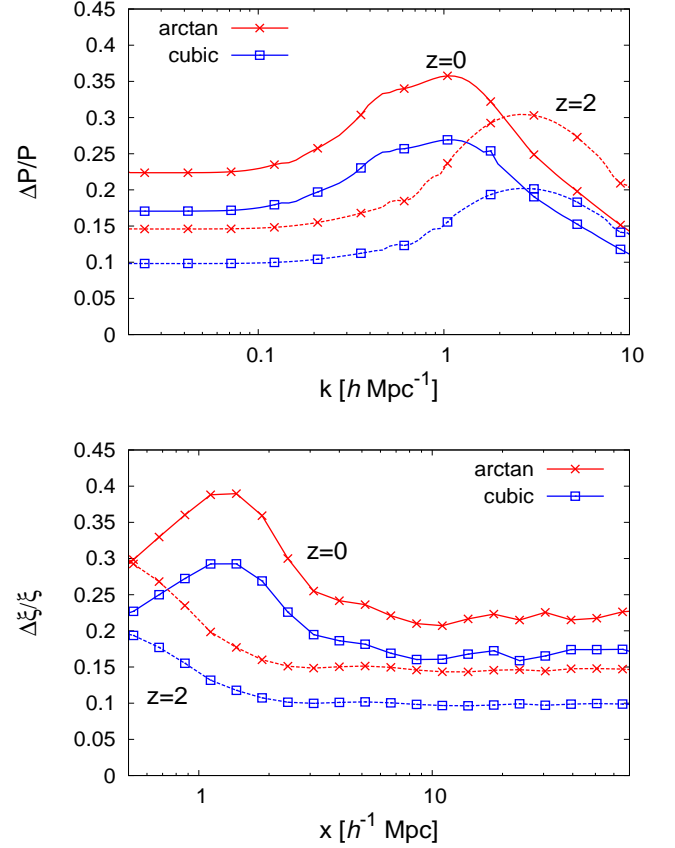 0.45
arctan
cubic
0.4
z=0
0.35
0.3
z=2
0.25
ΔP/P
0.2
0.15
0.1
0.05
0
0.1 1 10
k [h Mpc⁻¹]
0.45
arctan
cubic
0.4
0.35
z=0
0.3
0.25
Δξ/ξ
0.2
0.15
z=2
0.1
0.05
0
1 10
x [h⁻¹ Mpc]